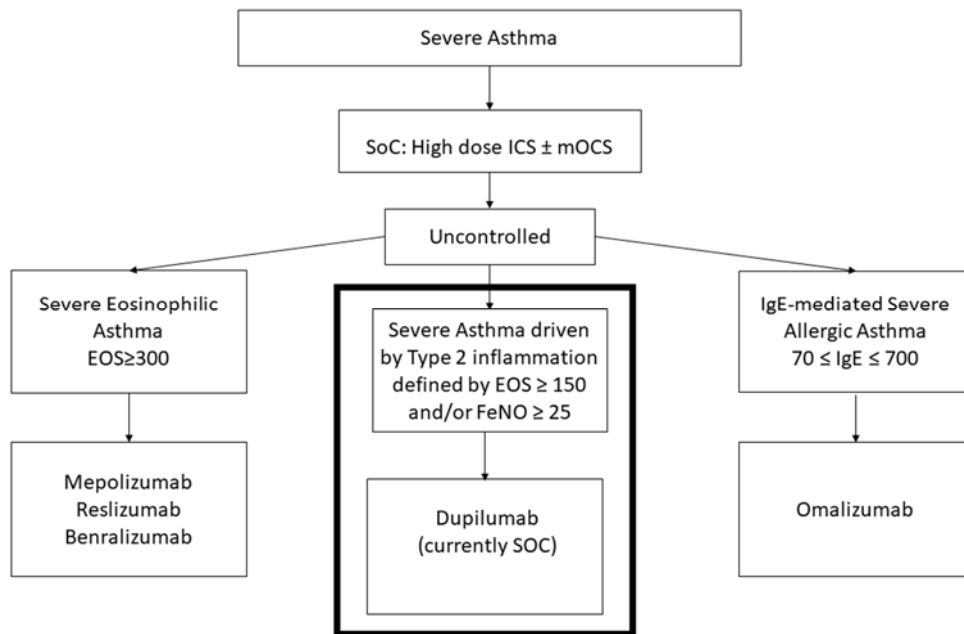 Severe Asthma
SoC: High dose ICS ± mOCS
Uncontrolled
Severe Eosinophilic
Asthma
EOS≥300
Severe Asthma driven
by Type 2 inflammation
defined by EOS ≥ 150
and/or FeNO ≥ 25
IgE-mediated Severe
Allergic Asthma
70 ≤ IgE ≤ 700
Mepolizumab
Reslizumab
Benralizumab
Dupilumab
(currently SOC)
Omalizumab